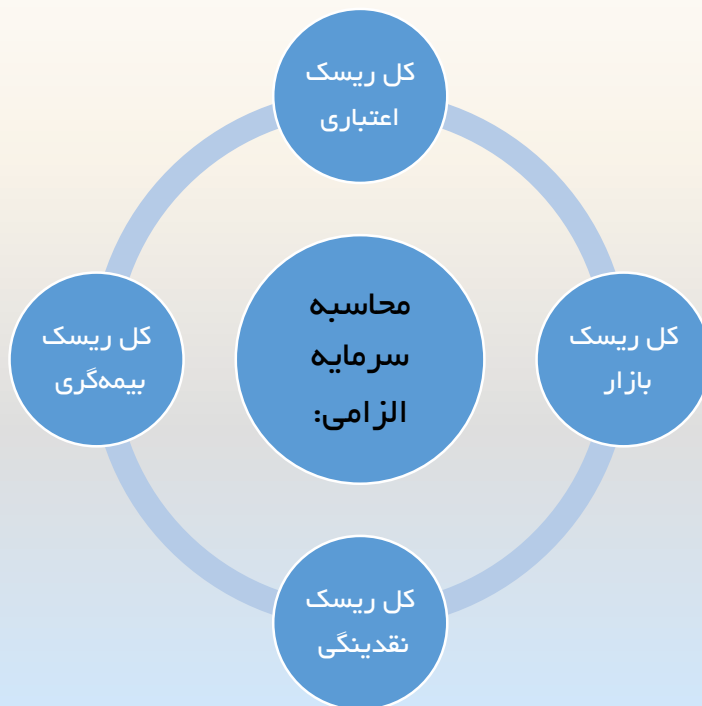 کل ریسک
اعتباری
کل ریسک
بازار
کل ریسک
نقدینگی
کل ریسک
بیمه‌گری
محاسبه
سرمایه
الزامی: